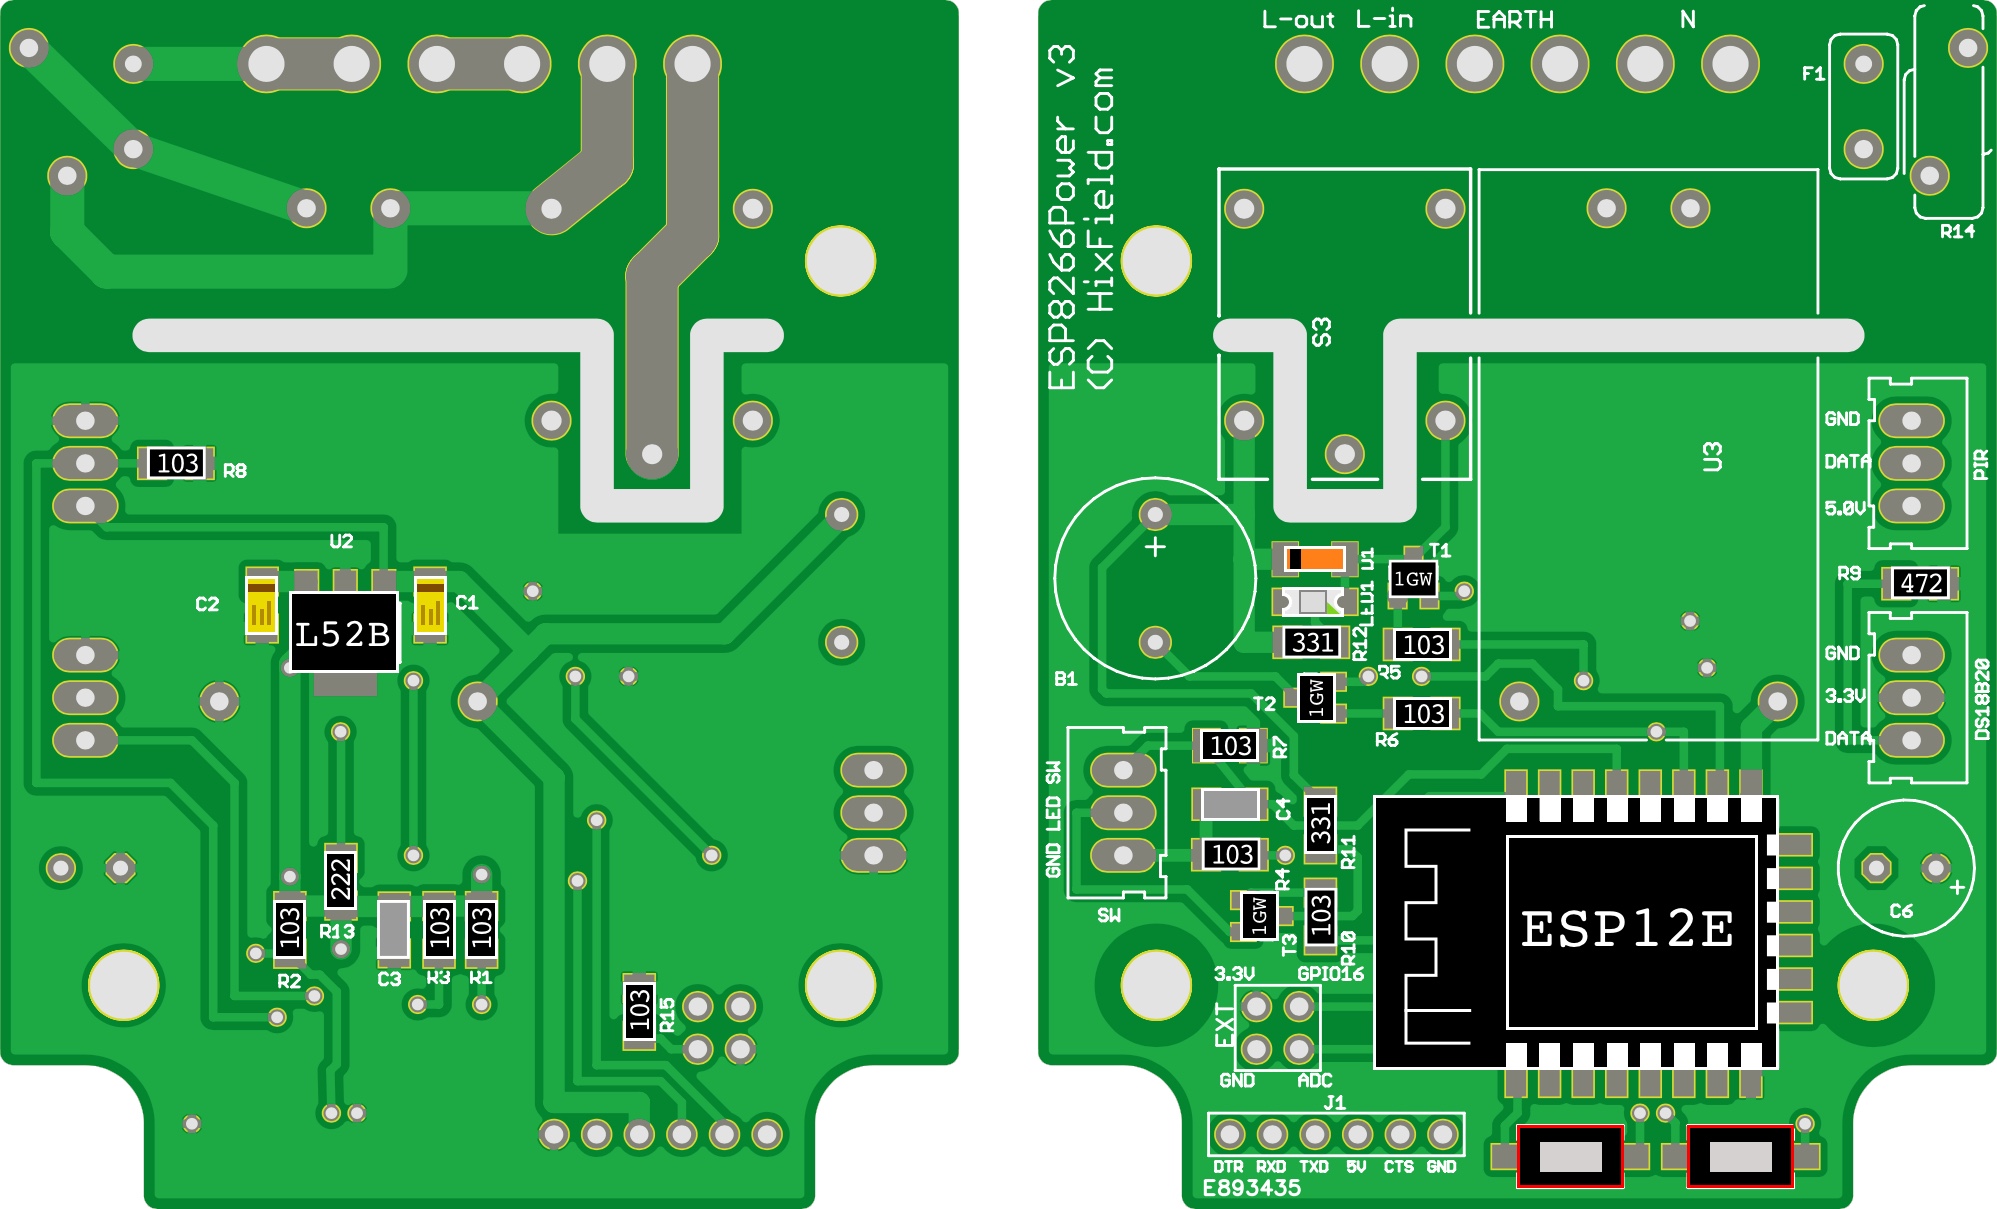 103
R8
U2
C2
C1
L52B
222
103
103
103
R13
R2
C3
R3
R1
103
R15
L-out L-in EARTH N
ESP8266Power v3
(C) HixField.com
F1
R14
S3
U3
GND
DATA
5.0V
PIR
R9
472
GND
3.3V
DATA
DS18B20
+
B1
D1
T1
1GW
LED1
331
R12
103
R5
T2
1GW
103
R6
103
R7
GND LED SW
SW
C4
331
R11
103
R4
1GW
T3
103
R10
ESP12E
+
C6
3.3V GPIO16
EXT
GND ADC
J1
DTR RXD TXD 5V CTS GND
E893435